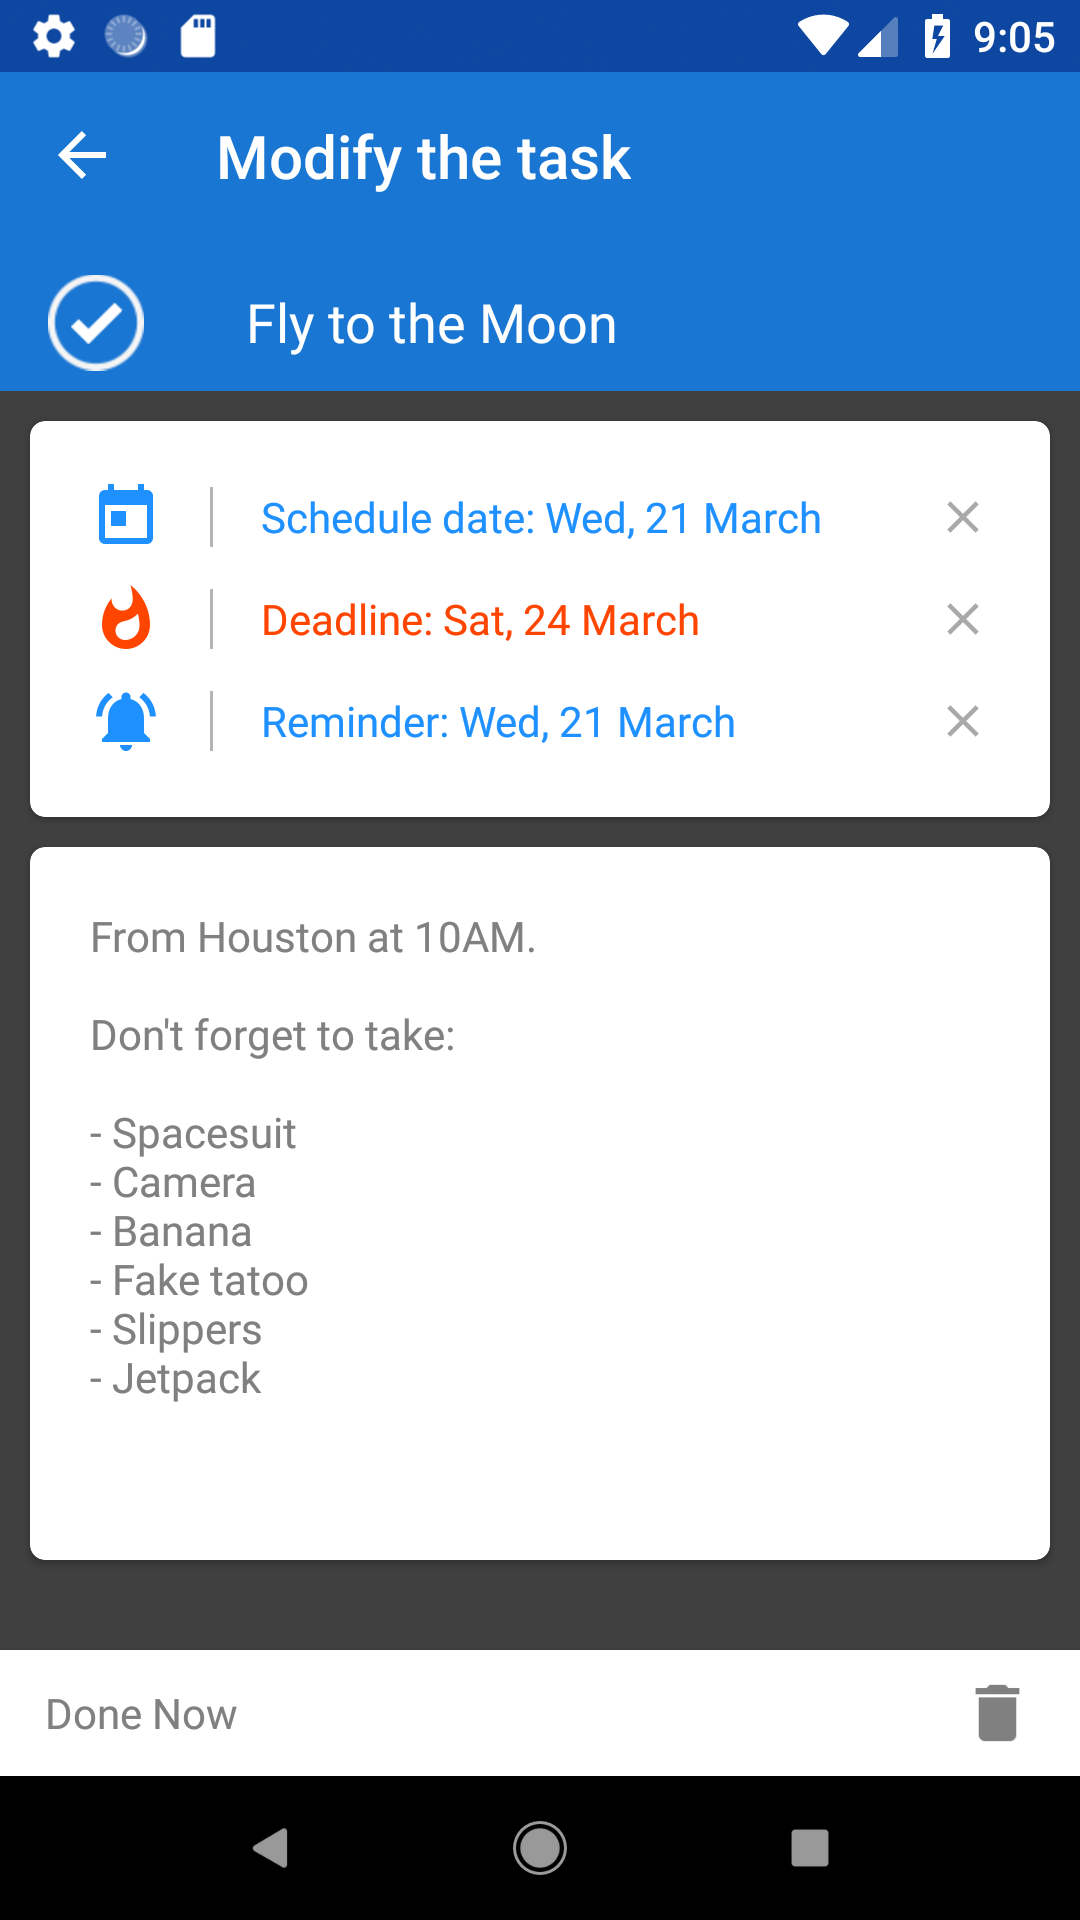 9:05
Modify the task
Fly to the Moon
Schedule date: Wed, 21 March
Deadline: Sat, 24 March
Reminder: Wed, 21 March
From Houston at 10AM.
Don't forget to take:
- Spacesuit
- Camera
- Banana
- Fake tatoo
- Slippers
- Jetpack
Done Now